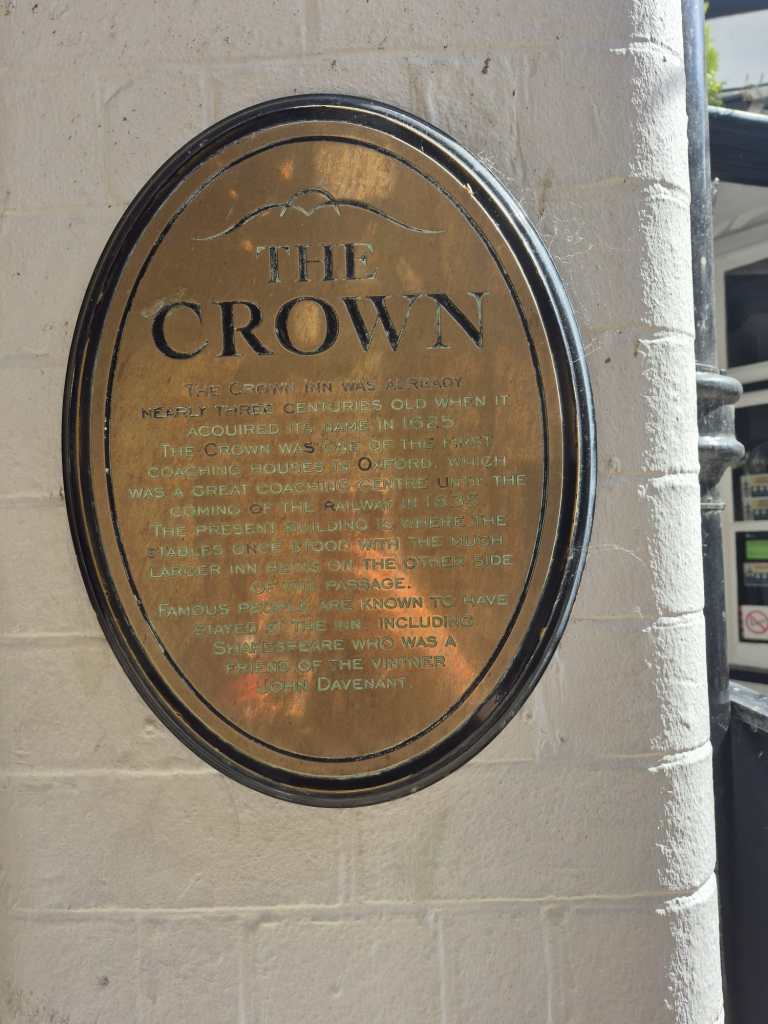 THE
CROWN
THE CROWN INN WAS ALREADY
NEARLY THREE CENTURIES OLD WHEN IT
ACQUIRED ITS NAME IN 1625.
THE CROWN WAS ONE OF THE FIRST
COACHING HOUSES IN OXFORD, WHICH
WAS A GREAT COACHING CENTRE UNTIL THE
COMING OF THE RAILWAY IN
THE PRESENT BUILDING IS WHERE THE
STABLES ONCE STOOD WITH THE MUCH
LARGER INN BEING ON THE OTHER SIDE
OF THE PASSAGE.
FAMOUS PEOPLE ARE KNOWN TO HAVE
STAYED AT THE INN, INCLUDING
SHAKESPEARE WHO WAS A
FRIEND OF THE VINTNER
JOHN DAVENANT.